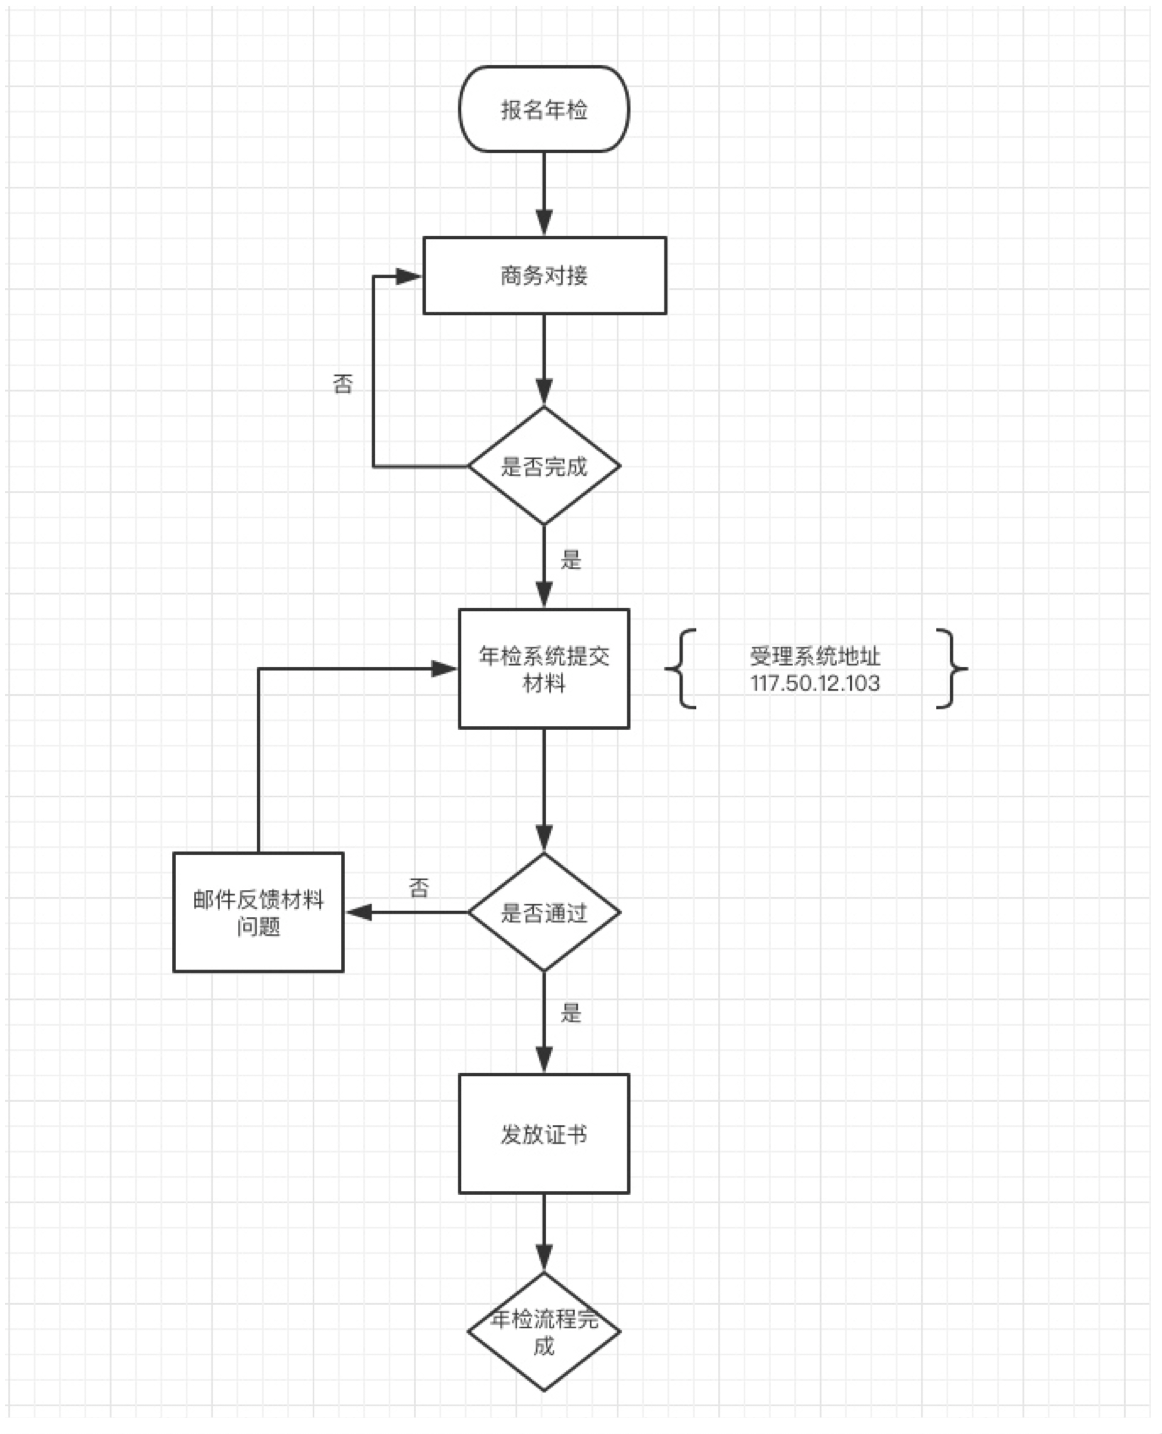 报名年检
商务对接
否
是否完成
是
年检系统提交
材料
受理系统地址
117.50.12.103
邮件反馈材料
问题
否
是否通过
是
发放证书
年检流程完
成